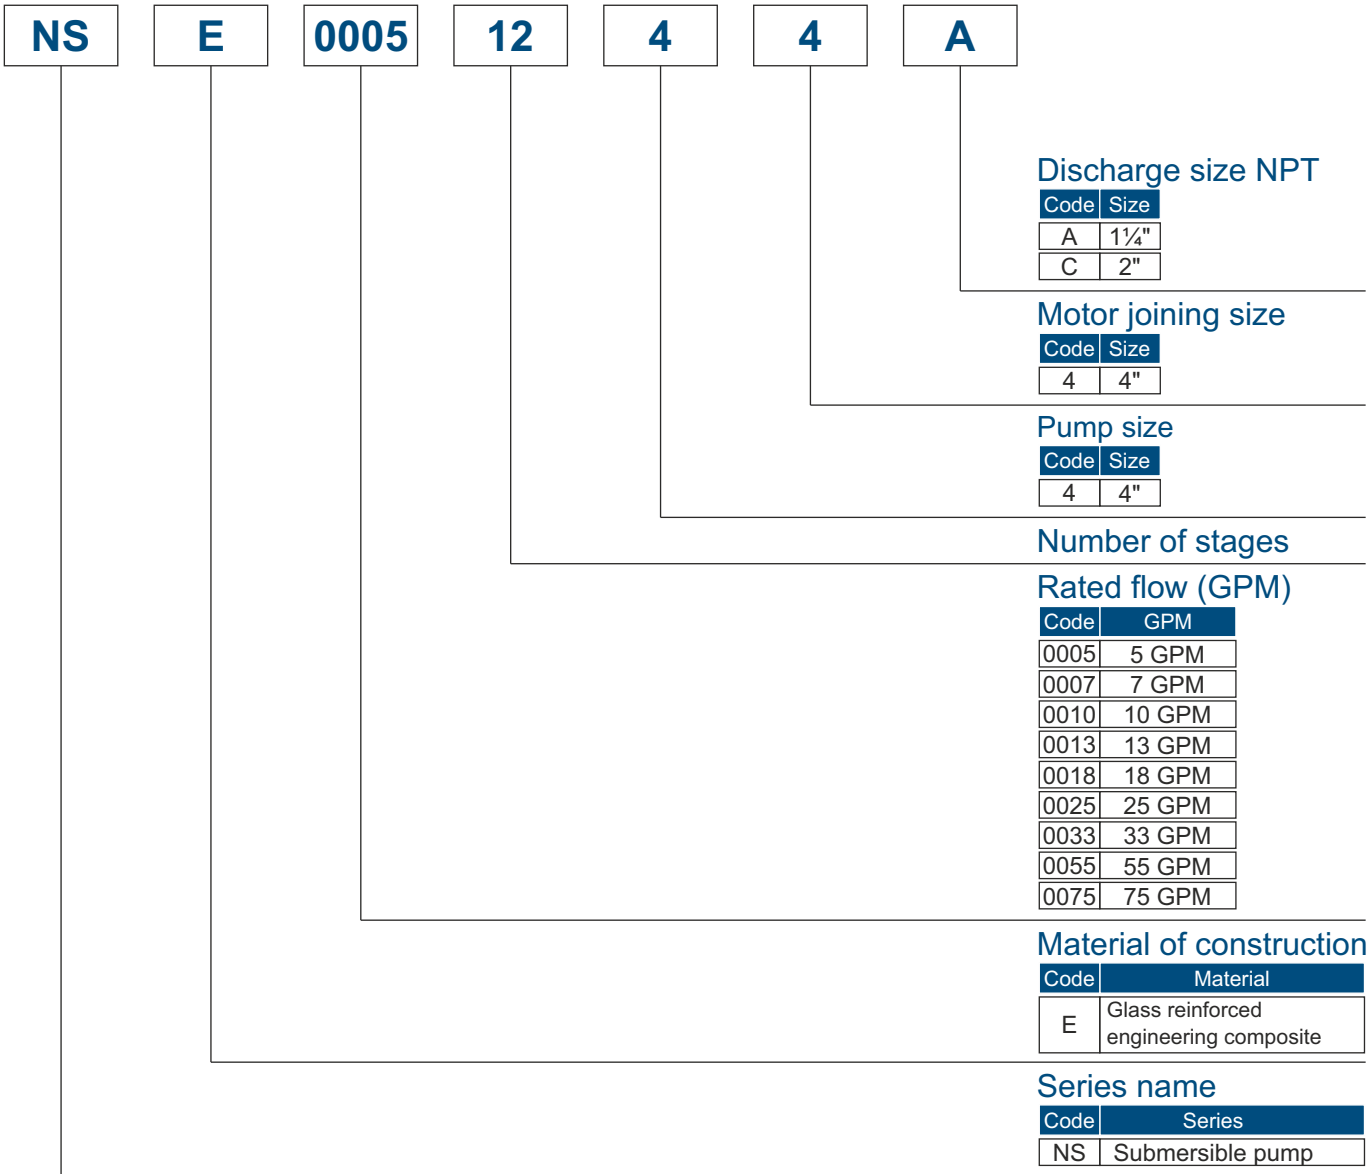 NS E 0005 12 4 4 A
Discharge size NPT
Code Size
A 1¼"
C 2"
Motor joining size
Code Size
4 4"
Pump size
Code Size
4 4"
Number of stages
Rated flow (GPM)
Code GPM
0005 5 GPM
0007 7 GPM
0010 10 GPM
0013 13 GPM
0018 18 GPM
0025 25 GPM
0033 33 GPM
0055 55 GPM
0075 75 GPM
Material of construction
Code Material
E Glass reinforced
engineering composite
Series name
Code Series
NS Submersible pump